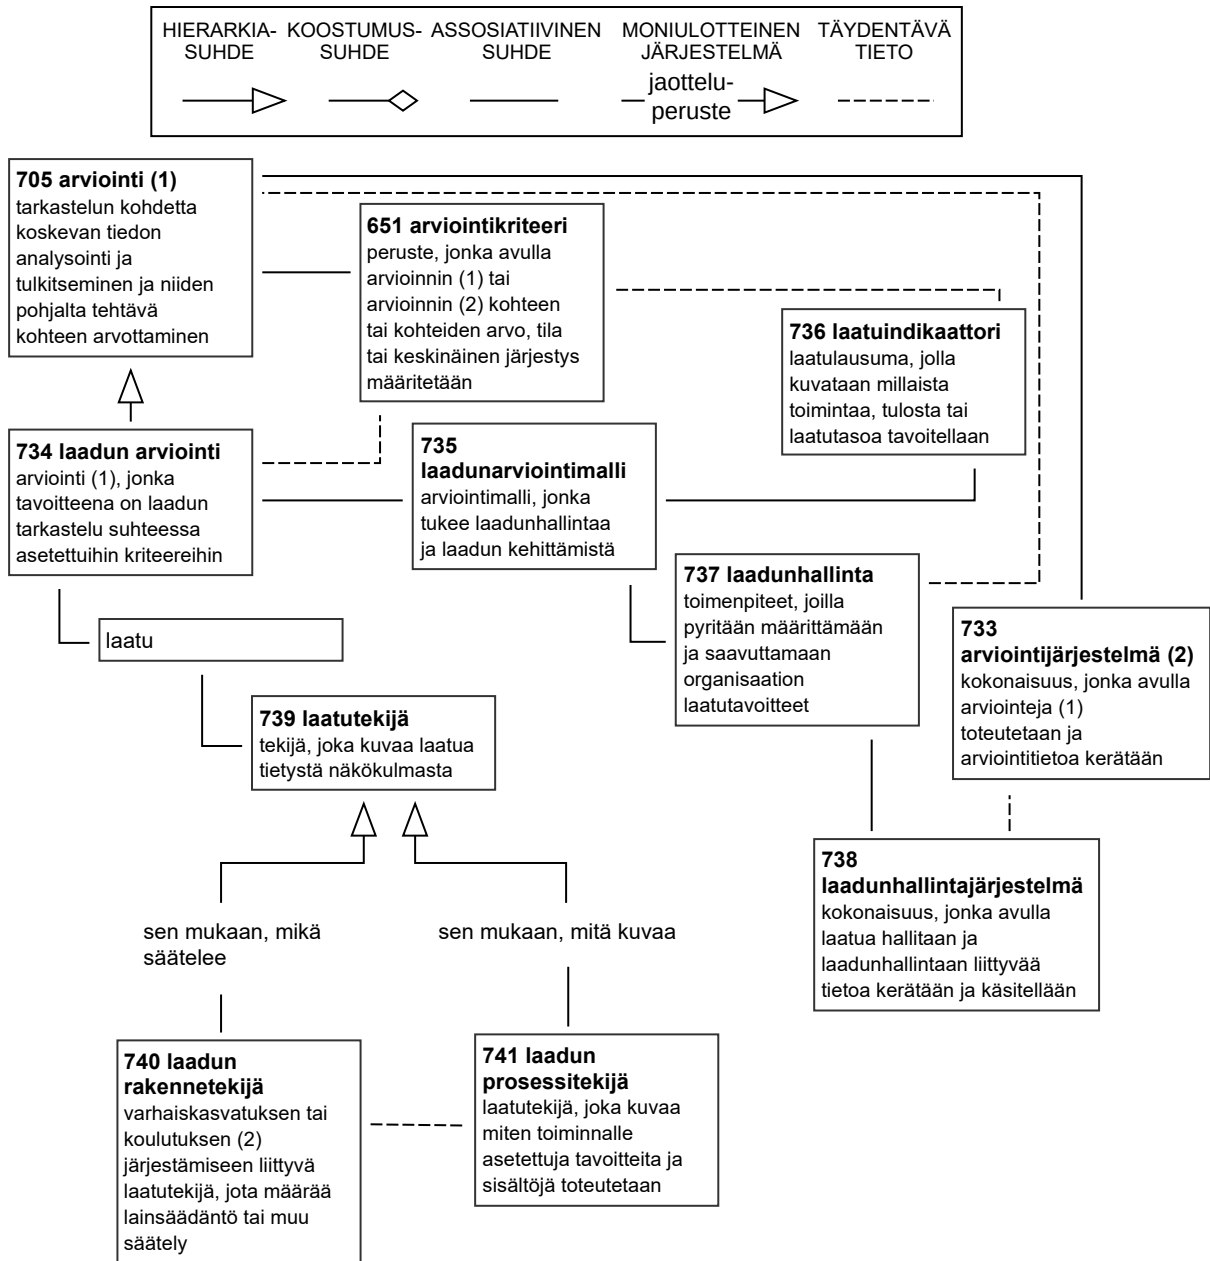 HIERARKIA-
SUHDE
KOOSTUMUS-
SUHDE
ASSOSIATIIVINEN
SUHDE
MONIULOTTEINEN
JÄRJESTELMÄ
TÄYDENTÄVÄ
TIETO
jaottelu-
peruste
705 arviointi (1)
tarkastelun kohdetta
koskevan tiedon
analysointi ja
tulkitseminen ja niiden
pohjalta tehtävä
kohteen arvottaminen
651 arviointikriteeri
peruste, jonka avulla
arvioinnin (1) tai
arvioinnin (2) kohteen
tai kohteiden arvo, tila
tai keskinäinen järjestys
määritetään
736 laatuindikaattori
laatulausuma, jolla
kuvataan millaista
toimintaa, tulosta tai
laatutasoa tavoitellaan
734 laadun arviointi
arviointi (1), jonka
tavoitteena on laadun
tarkastelu suhteessa
asetettuihin kriteereihin
735
laadunarviointimalli
arviointimalli, jonka
tukee laadunhallintaa
ja laadun kehittämistä
737 laadunhallinta
toimenpiteet, joilla
pyritään määrittämään
ja saavuttamaan
organisaation
laatutavoitteet
733
arviointijärjestelmä (2)
kokonaisuus, jonka avulla
arviointeja (1)
toteutetaan ja
arviointitietoa kerätään
laatu
739 laatutekijä
tekijä, joka kuvaa laatua
tietystä näkökulmasta
738
laadunhallintajärjestelmä
kokonaisuus, jonka avulla
laatua hallitaan ja
laadunhallintaan liittyvää
tietoa kerätään ja käsitellään
sen mukaan, mikä
säätelee
sen mukaan, mitä kuvaa
740 laadun
rakennetekijä
varhaiskasvatuksen tai
koulutuksen (2)
järjestämiseen liittyvä
laatutekijä, jota määrää
lainsäädäntö tai muu
säätely
741 laadun
prosessitekijä
laatutekijä, joka kuvaa
miten toiminnalle
asetettuja tavoitteita ja
sisältöjä toteutetaan